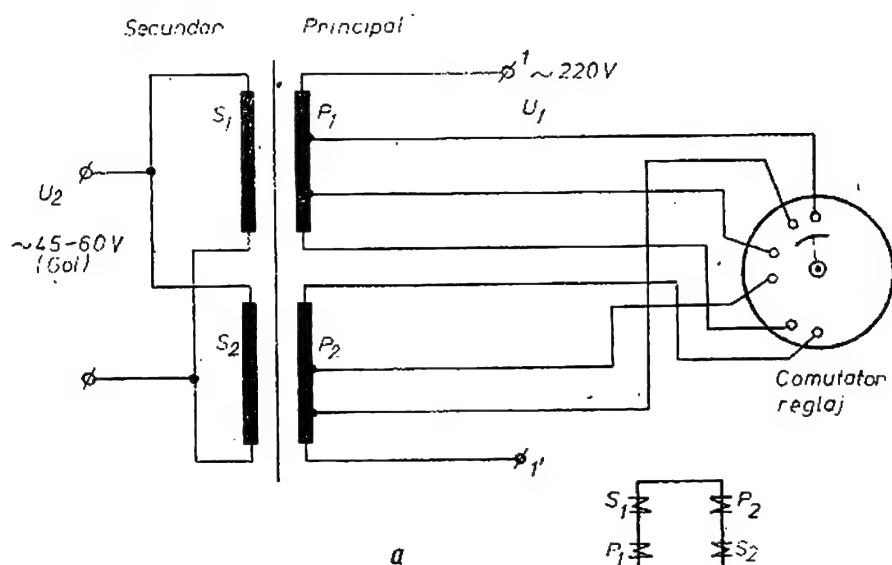 Secundar Principal
1 ~ 220V
S1 P1 U1
U2
~45-60V
(Gol)
S2 P2
Comutator
reglaj
1'
S1 P2
P1 S2
a